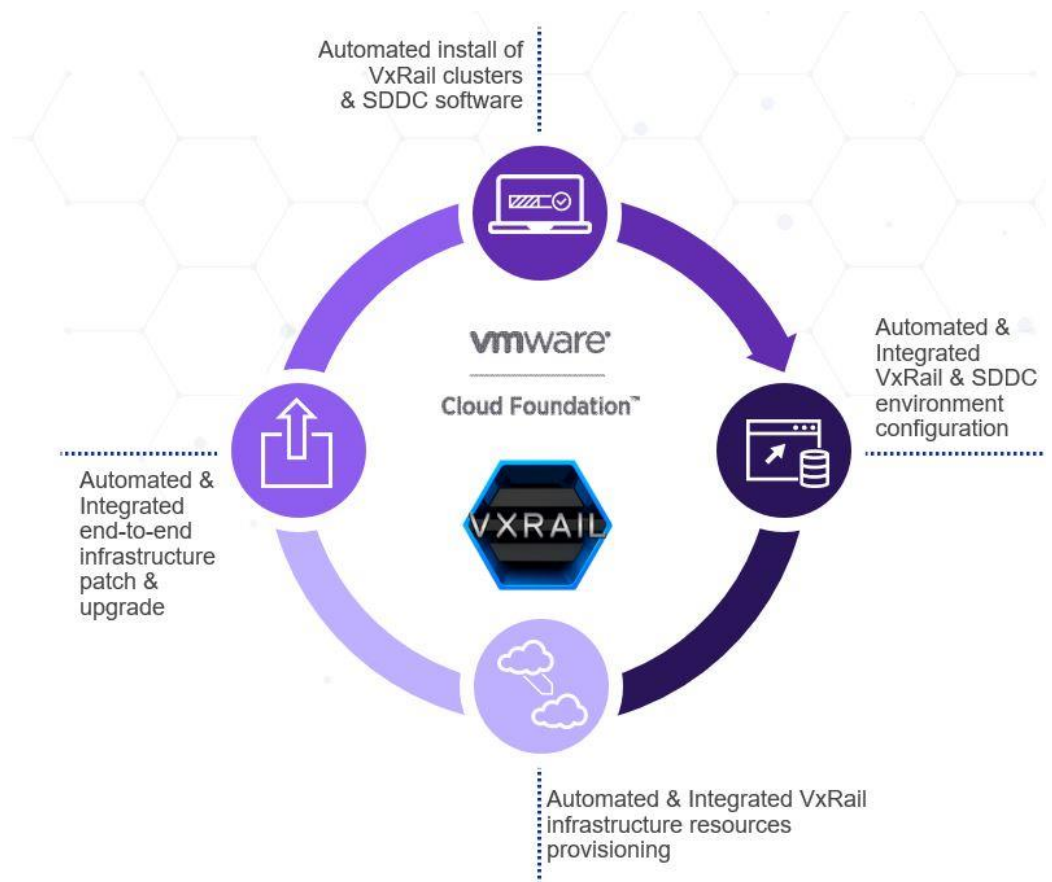 Automated install of
VxRail clusters
& SDDC software
vmware®
Cloud Foundation™
VXRAIL
Automated &
Integrated
VxRail & SDDC
environment
configuration
Automated &
Integrated
end-to-end
infrastructure
patch &
upgrade
Automated & Integrated VxRail
infrastructure resources
provisioning